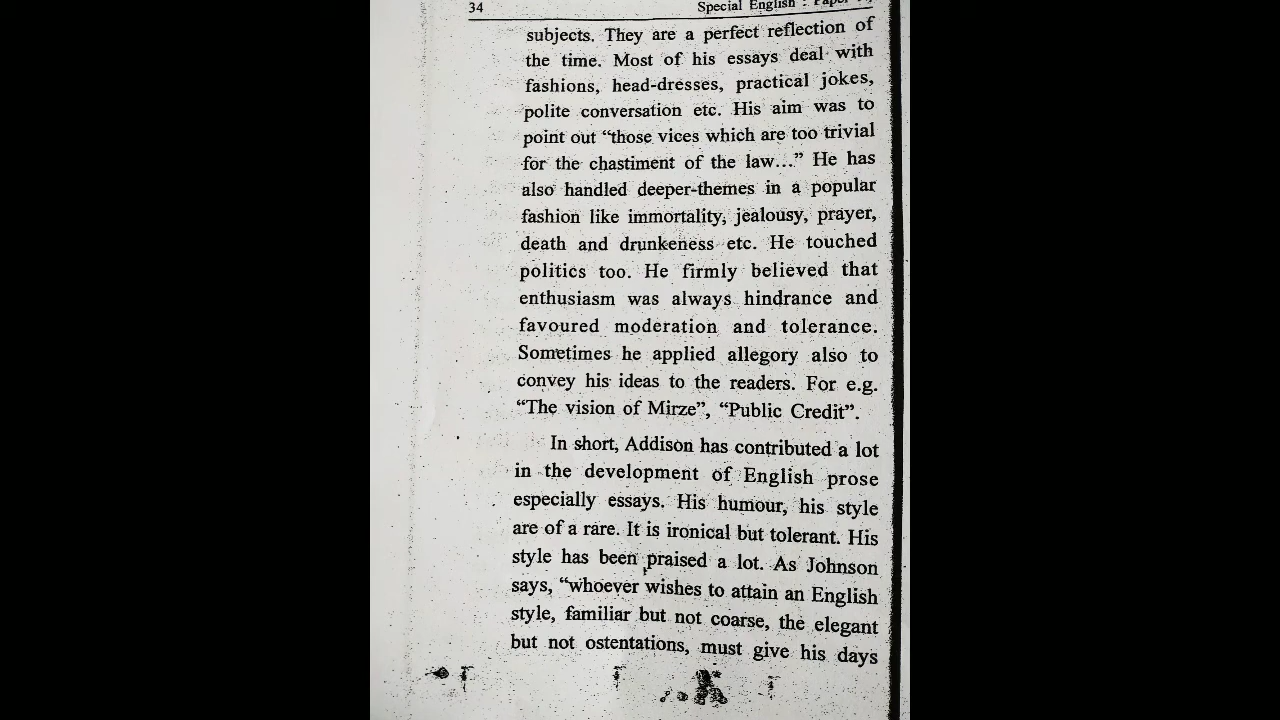 34
Special English : Paper
subjects. They are a perfect reflection of
the time. Most of his essays deal with
fashions, head-dresses, practical jokes,
polite conversation etc. His aim was to
point out “those vices which are too trivial
for the chastiment of the law...” He has
also handled deeper-themes in a popular
fashion like immortality, jealousy, prayer,
death and drunkeness etc. He touched
politics too. He firmly believed that
enthusiasm was always hindrance and
favoured moderation and tolerance.
Sometimes he applied allegory also to
convey his ideas to the readers. For e.g.
“The vision of Mirze”, “Public Credit”.
In short, Addison has contributed a lot
in the development of English prose
especially essays. His humour, his style
are of a rare. It is ironical but tolerant. His
style has been praised a lot. As Johnson
says, “whoever wishes to attain an English
style, familiar but not coarse, the elegant
but not ostentations, must give his days